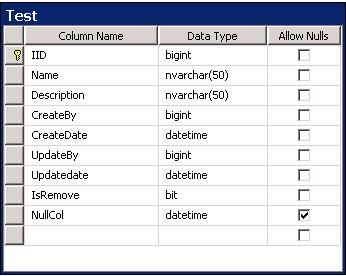 Test
Column Name Data Type Allow Nulls
IID bigint
Name nvarchar(50)
Description nvarchar(50)
CreateBy bigint
CreateDate datetime
UpdateBy bigint
Updatedate datetime
IsRemove bit
NullCol datetime